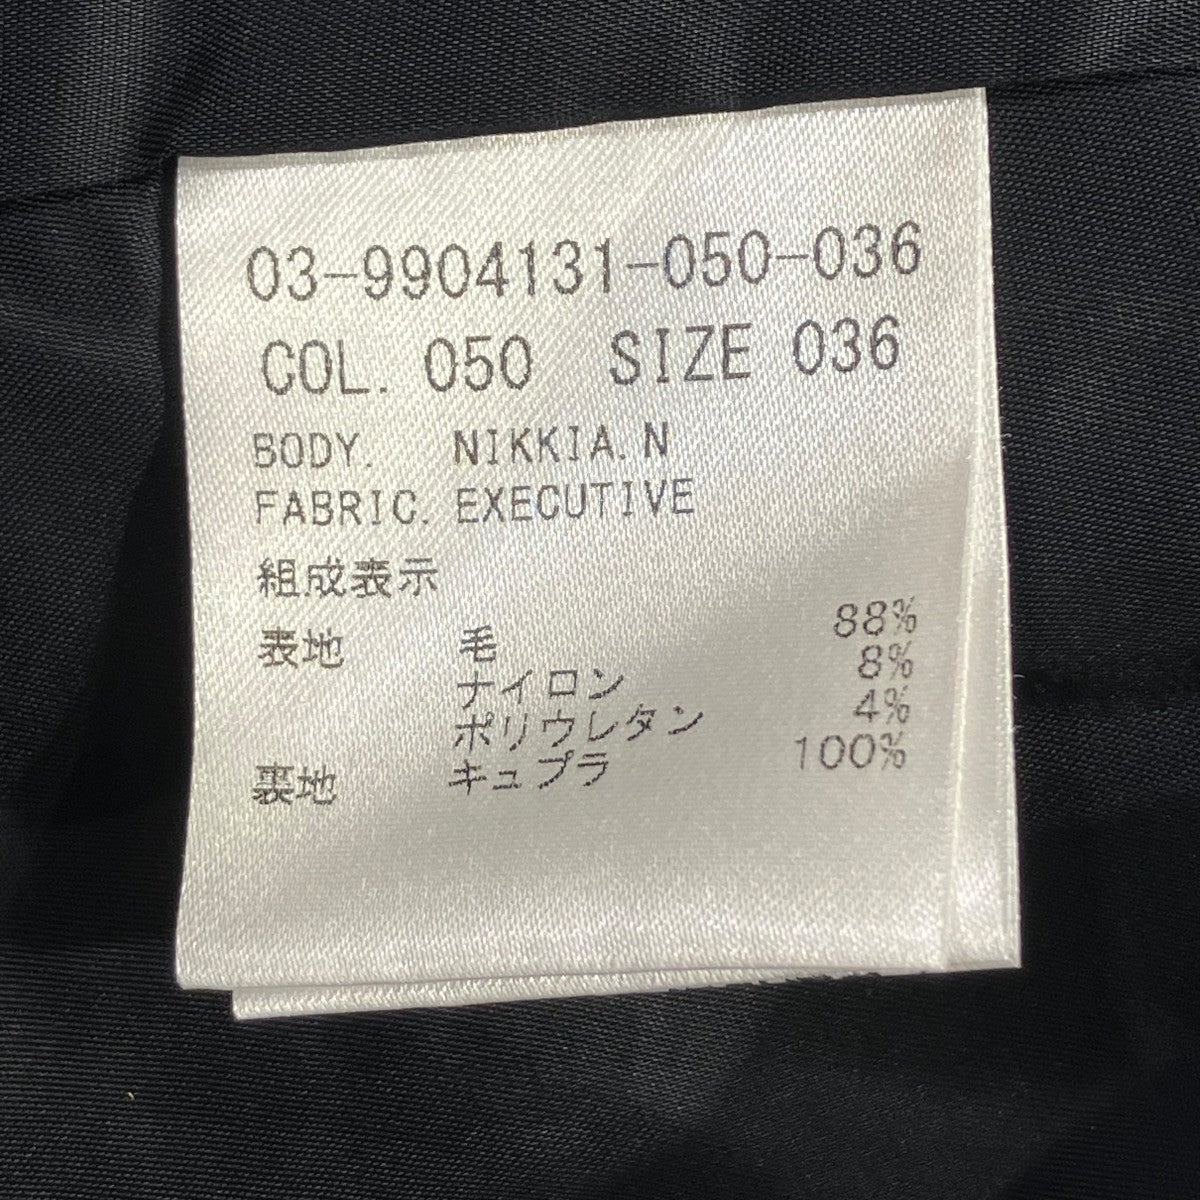 03-9904131-050-036
COL. 050 SIZE 036
BODY. NIKKIA.N
FABRIC. EXECUTIVE
組成表示
表地 毛 88%
ナイロン 8%
ポリウレタン 4%
裏地 キュプラ 100%